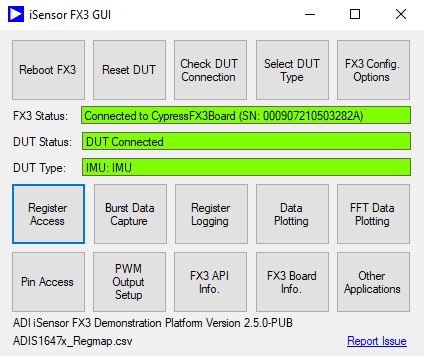 iSensor FX3 GUI
Reboot FX3
Reset DUT
Check DUT
Connection
Select DUT
Type
FX3 Config.
Options
FX3 Status: Connected to CypressFX3Board (SN: 000907210503282A)
DUT Status: DUT Connected
DUT Type: IMU: IMU
Register
Access
Burst Data
Capture
Register
Logging
Data
Plotting
FFT Data
Plotting
Pin Access
PWM
Output
Setup
FX3 API
Info.
FX3 Board
Info.
Other
Applications
ADI iSensor FX3 Demonstration Platform Version 2.5.0-PUB
ADIS1647x_Regmap.csv
Report Issue